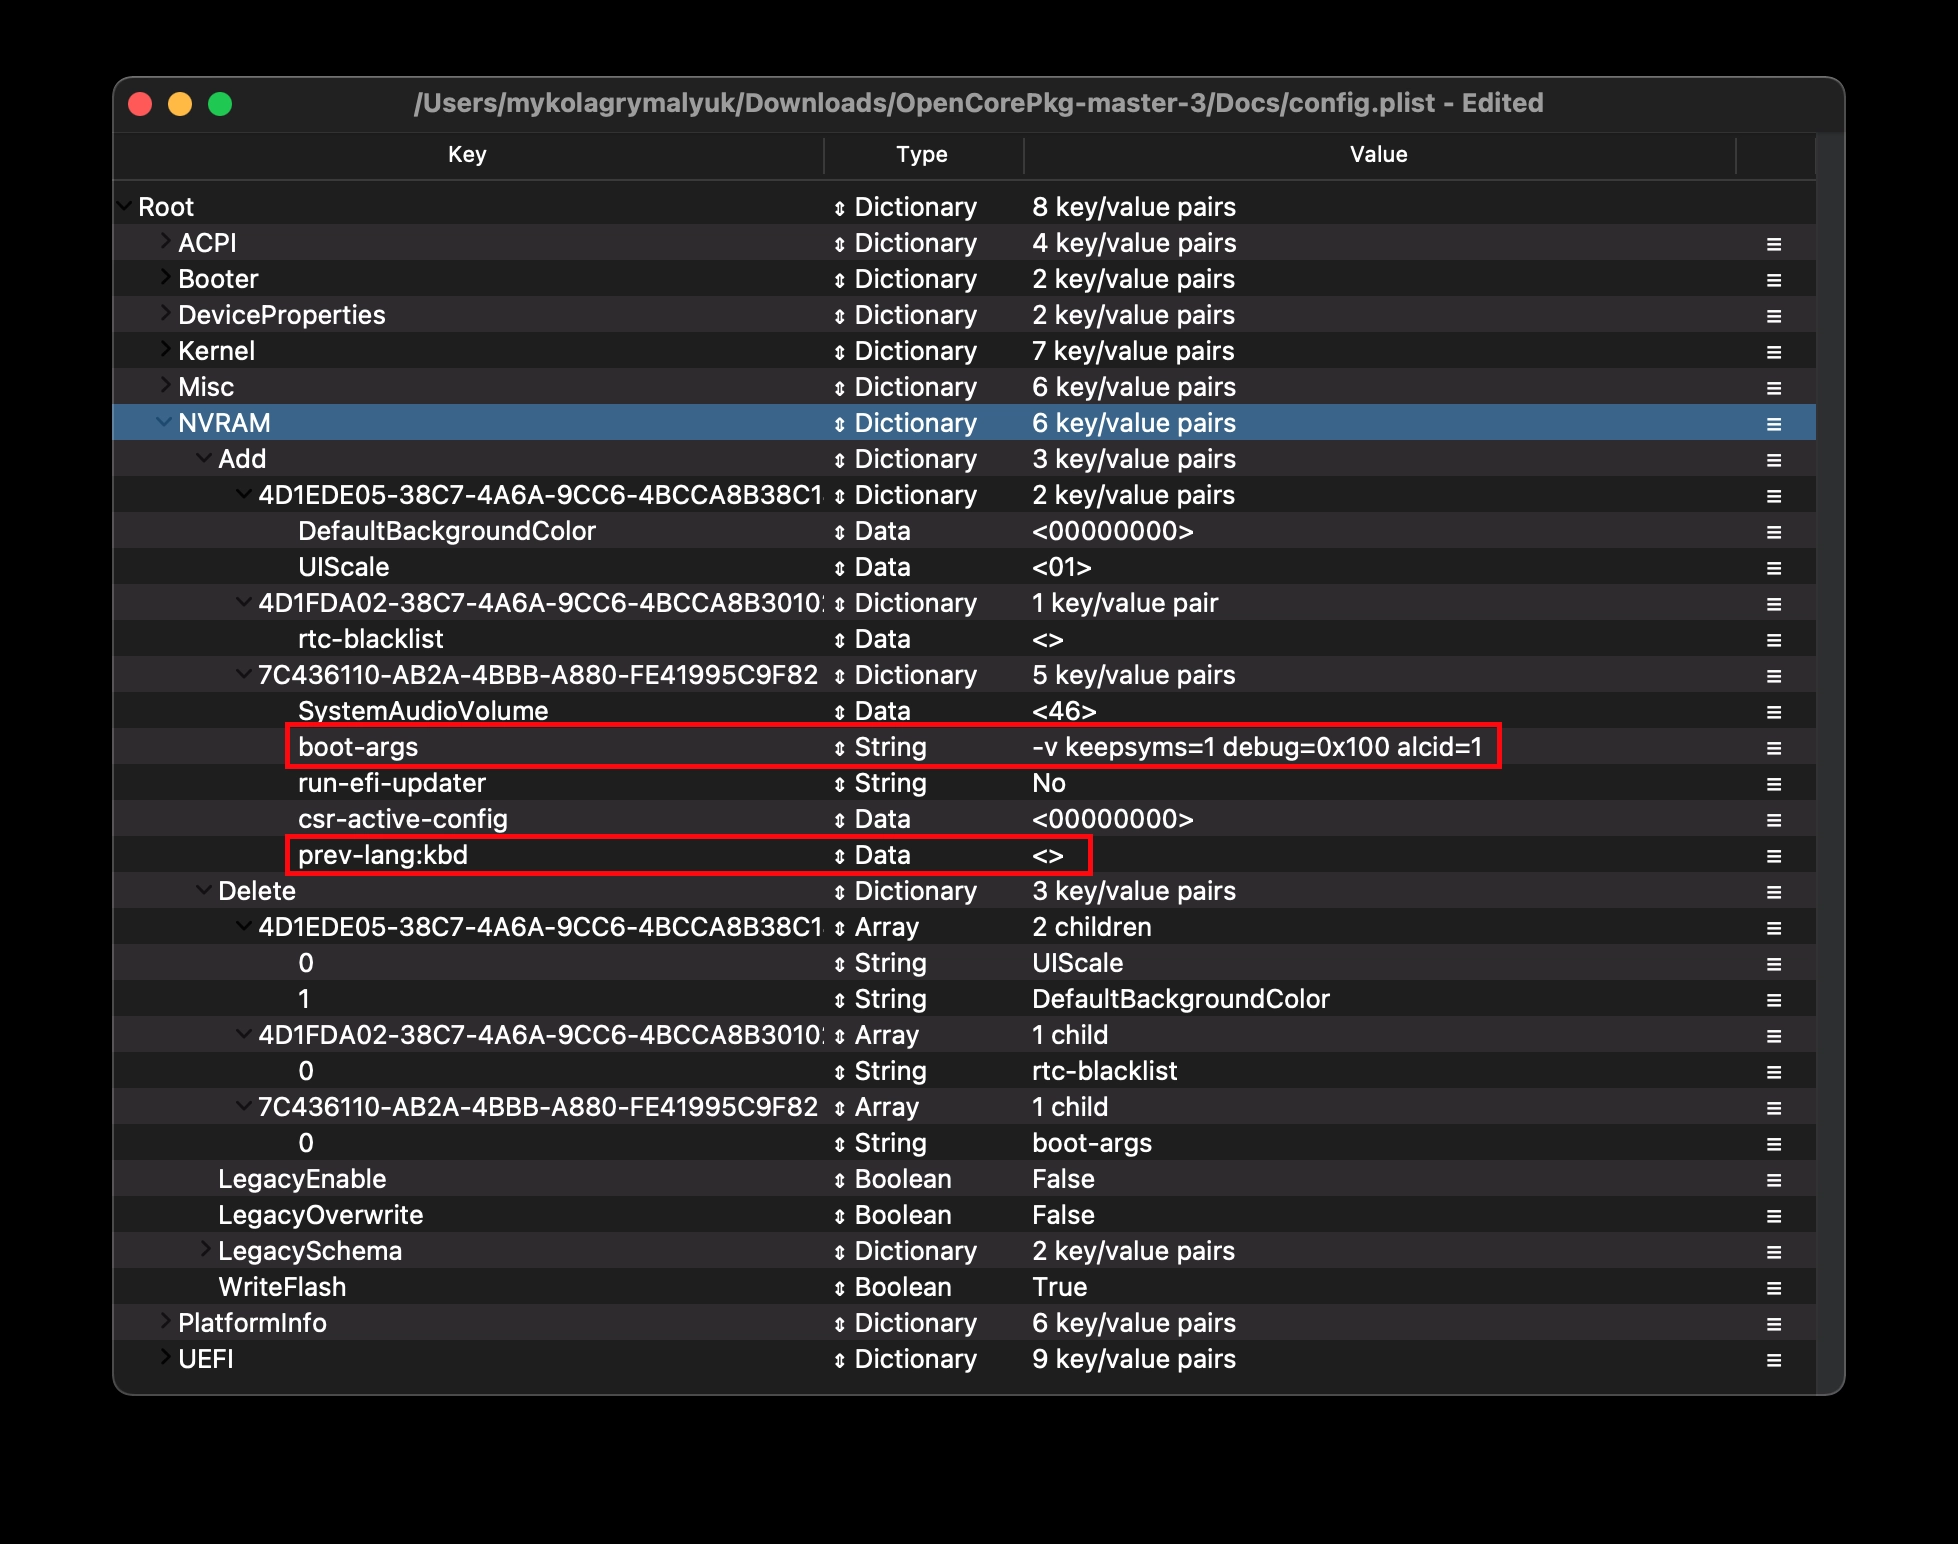 /Users/mykolagrymalyuk/Downloads/OpenCorePkg-master-3/Docs/config.plist - Edited
Key Type Value
Root Dictionary 8 key/value pairs
ACPI Dictionary 4 key/value pairs
Booter Dictionary 2 key/value pairs
DeviceProperties Dictionary 2 key/value pairs
Kernel Dictionary 7 key/value pairs
Misc Dictionary 6 key/value pairs
NVRAM Dictionary 6 key/value pairs
Add Dictionary 3 key/value pairs
4D1EDE05-38C7-4A6A-9CC6-4BCCA8B38C1 Dictionary 2 key/value pairs
DefaultBackgroundColor Data <00000000>
UIScale Data <01>
4D1FDA02-38C7-4A6A-9CC6-4BCCA8B3010 Dictionary 1 key/value pair
rtc-blacklist Data <>
7C436110-AB2A-4BBB-A880-FE41995C9F82 Dictionary 5 key/value pairs
SystemAudioVolume Data <46>
boot-args String -v keepsyms=1 debug=0x100 alcid=1
run-efi-updater String No
csr-active-config Data <00000000>
prev-lang:kbd Data <>
Delete Dictionary 3 key/value pairs
4D1EDE05-38C7-4A6A-9CC6-4BCCA8B38C1 Array 2 children
0 String UIScale
1 String DefaultBackgroundColor
4D1FDA02-38C7-4A6A-9CC6-4BCCA8B3010 Array 1 child
0 String rtc-blacklist
7C436110-AB2A-4BBB-A880-FE41995C9F82 Array 1 child
0 String boot-args
LegacyEnable Boolean False
LegacyOverwrite Boolean False
LegacySchema Dictionary 2 key/value pairs
WriteFlash Boolean True
PlatformInfo Dictionary 6 key/value pairs
UEFI Dictionary 9 key/value pairs